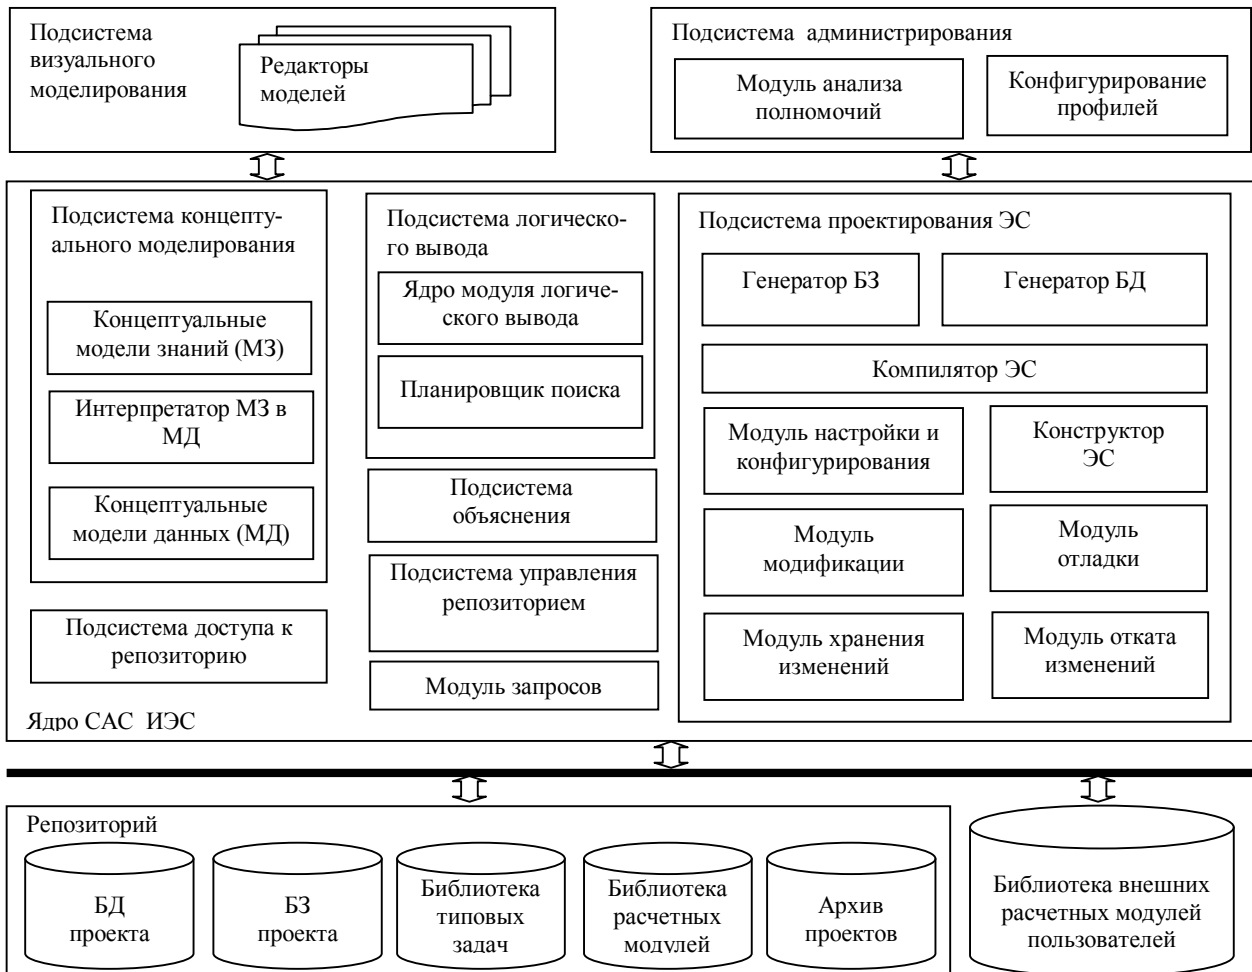 Подсистема
визуального
моделирования
Редакторы
моделей
Подсистема администрирования
Модуль анализа
полномочий
Конфигурирование
профилей
Подсистема концепту-
ального моделирования
Концептуальные
модели знаний (МЗ)
Интерпретатор МЗ в
МД
Концептуальные
модели данных (МД)
Подсистема доступа к
репозиторию
Ядро САС ИЭС
Подсистема логическо-
го вывода
Ядро модуля логиче-
ского вывода
Планировщик поиска
Подсистема
объяснения
Подсистема управления
репозиторием
Модуль запросов
Подсистема проектирования ЭС
Генератор БЗ
Генератор БД
Компилятор ЭС
Модуль настройки и
конфигурирования
Конструктор
ЭС
Модуль
модификации
Модуль
отладки
Модуль хранения
изменений
Модуль отката
изменений
Репозиторий
БД
проекта
БЗ
проекта
Библиотека
типовых
задач
Библиотека
расчетных
модулей
Архив
проектов
Библиотека внешних
расчетных модулей
пользователей